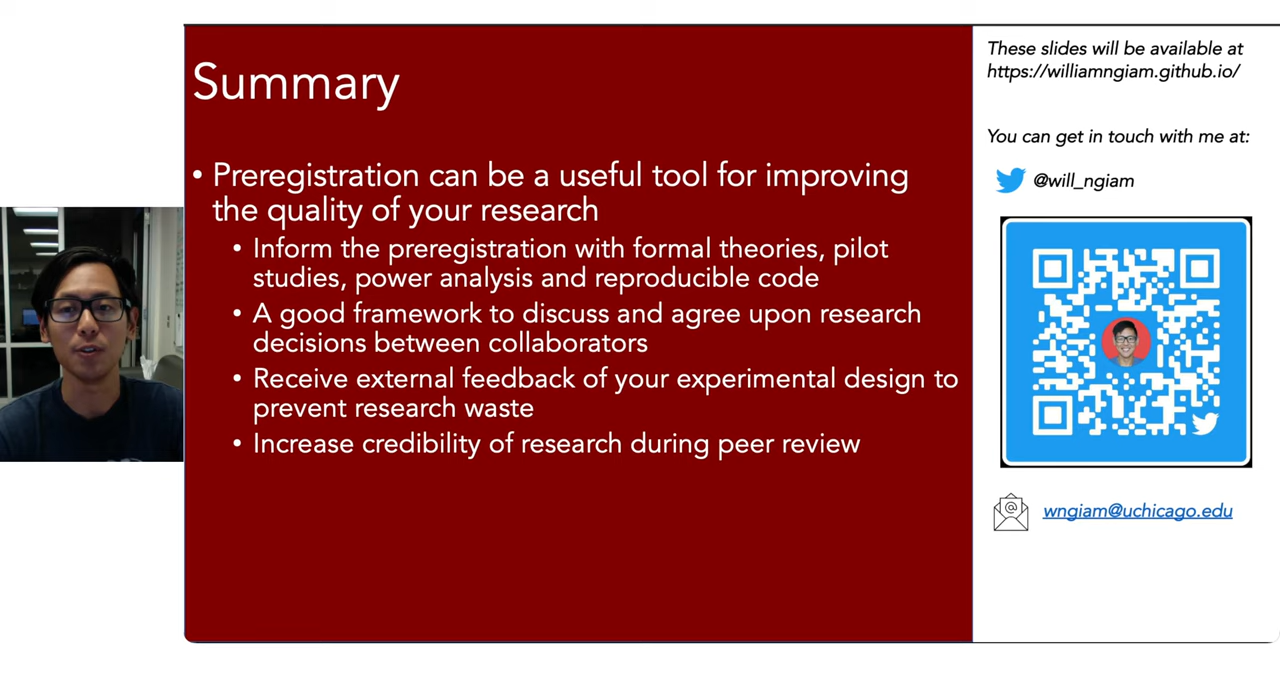 Summary
• Preregistration can be a useful tool for improving
the quality of your research
• Inform the preregistration with formal theories, pilot
studies, power analysis and reproducible code
• A good framework to discuss and agree upon research
decisions between collaborators
• Receive external feedback of your experimental design to
prevent research waste
• Increase credibility of research during peer review
These slides will be available at
https://williamngiam.github.io/
You can get in touch with me at:
@will_ngiam
wngiam@uchicago.edu